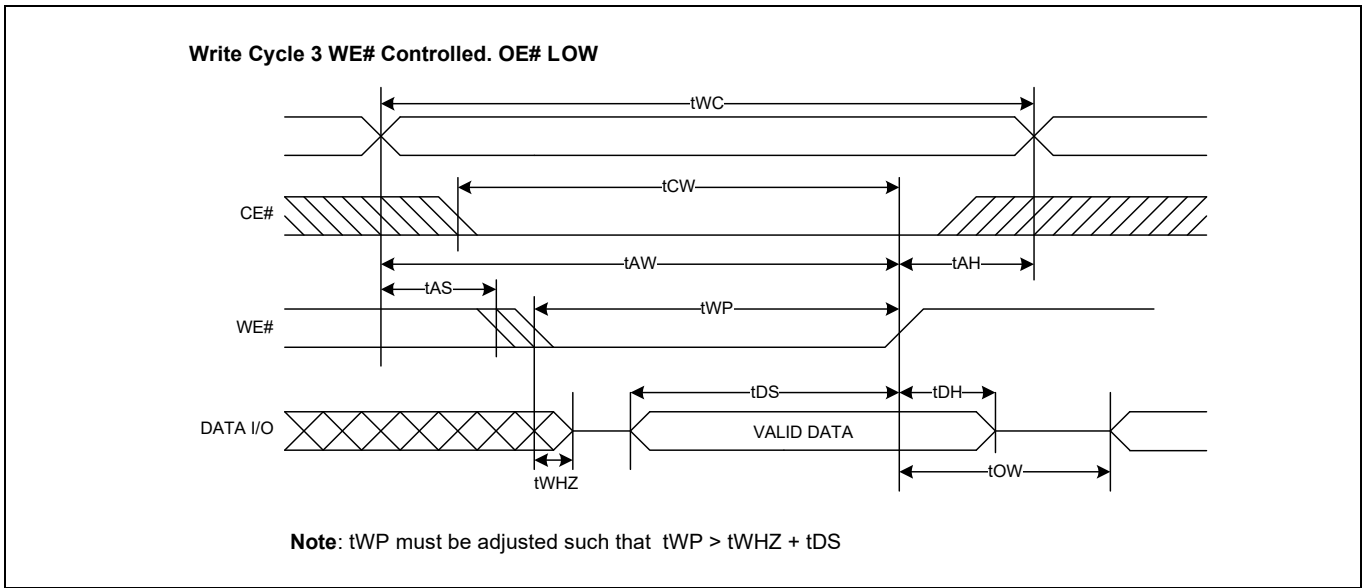 Write Cycle 3 WE# Controlled. OE# LOW
tWC
tCW
CE#
tAW
tAH
tAS
tWP
WE#
tDS
tDH
DATA I/O
VALID DATA
tOW
tWHZ
Note: tWP must be adjusted such that tWP > tWHZ + tDS